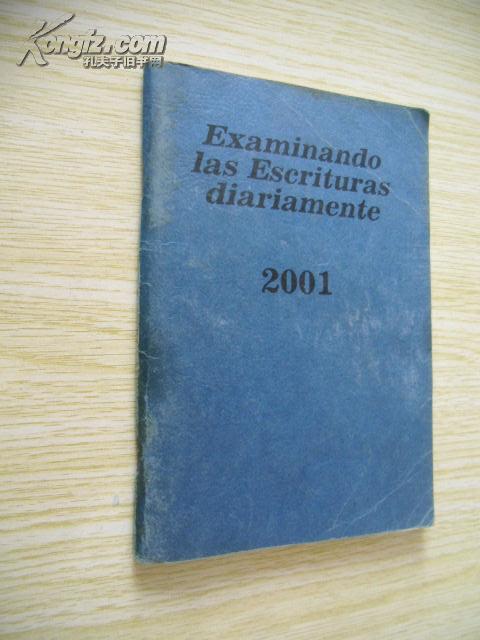 Kongfz.com
孔夫子旧书网
Examinando
las Escrituras
diariamente
2001